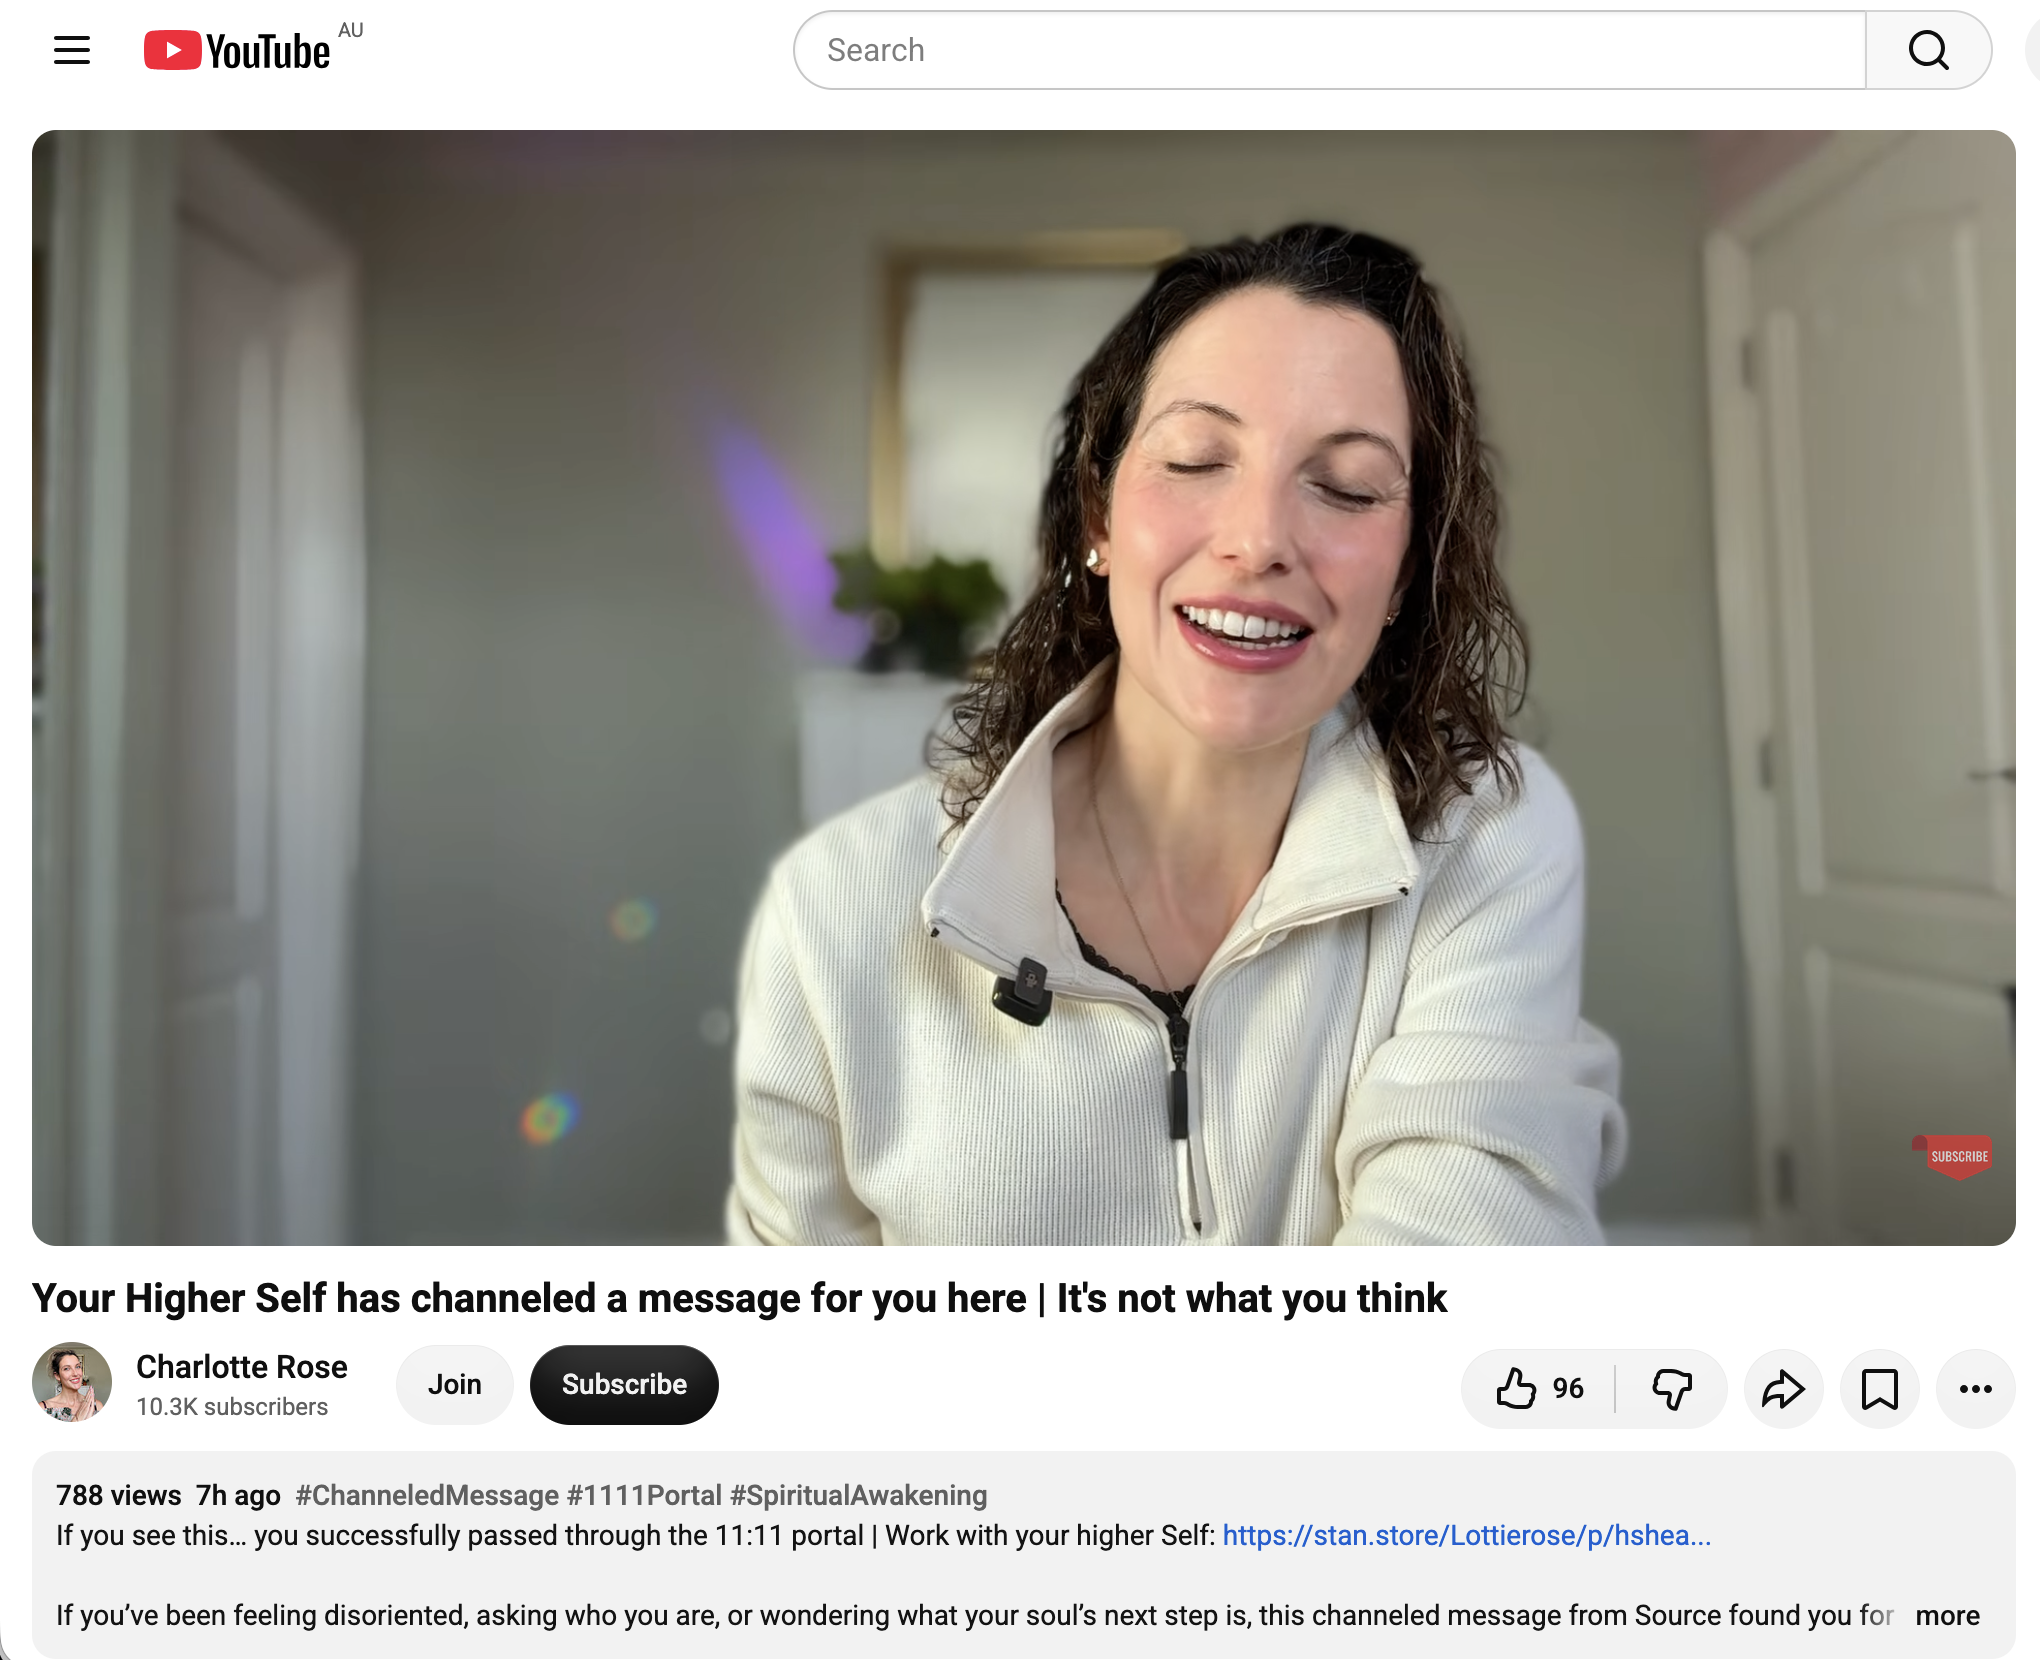 YouTube AU
Search
SUBSCRIBE
Your Higher Self has channeled a message for you here | It's not what you think
Charlotte Rose
10.3K subscribers
Join
Subscribe
96
788 views 7h ago #ChanneledMessage #1111Portal #SpiritualAwakening
If you see this... you successfully passed through the 11:11 portal | Work with your higher Self: https://stan.store/Lottierose/p/hshea...
If you’ve been feeling disoriented, asking who you are, or wondering what your soul’s next step is, this channeled message from Source found you for more